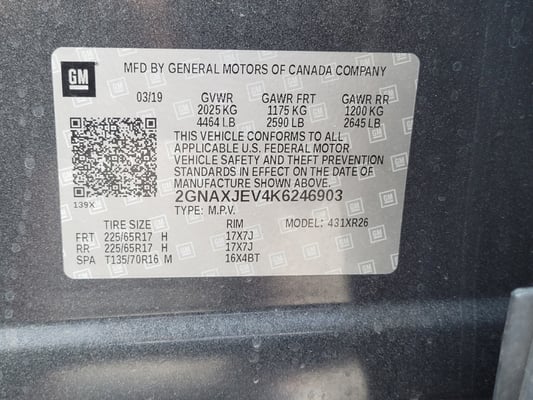 GM
MFD BY GENERAL MOTORS OF CANADA COMPANY
03/19 GVWR GAWR FRT GAWR RR
2025 KG 1175 KG 1200 KG
4464 LB 2590 LB 2645 LB
THIS VEHICLE CONFORMS TO ALL
APPLICABLE U.S. FEDERAL MOTOR
VEHICLE SAFETY AND THEFT PREVENTION
STANDARDS IN EFFECT ON THE DATE OF
MANUFACTURE SHOWN ABOVE.
139X 2GNAXJEV4K6246903
TYPE: M.P.V.
TIRE SIZE RIM MODEL: 431XR26
FRT 225/65R17 H 17X7J
RR 225/65R17 H 17X7J
SPA T135/70R16 M 16X4BT